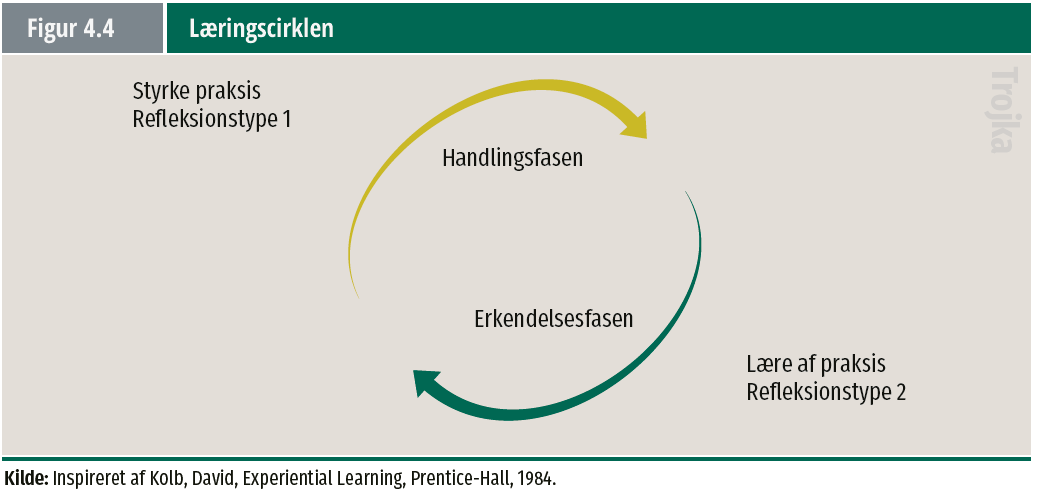 Figur 4.4
Læringscirklen
Styrke praksis
Refleksionstype 1
Trojka
Handlingsfasen
Erkendelsesfasen
Lære af praksis
Refleksionstype 2
Kilde: Inspireret af Kolb, David, Experiential Learning, Prentice-Hall, 1984.